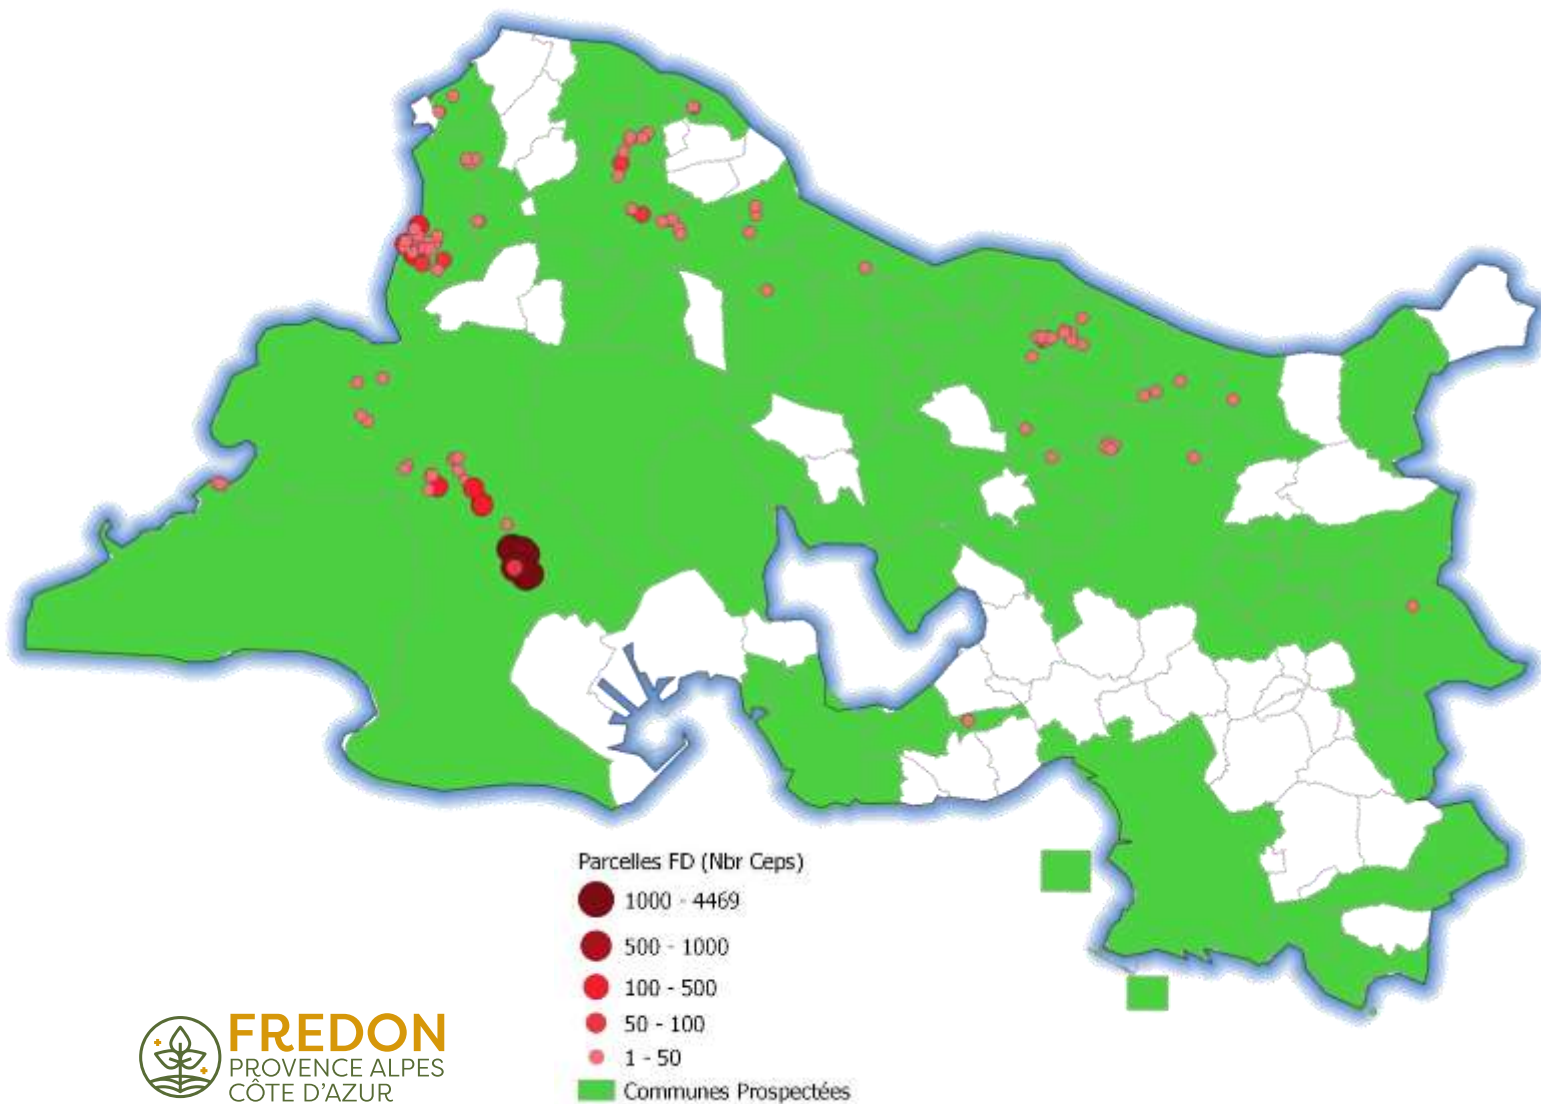 Parcelles FD (Nbr Ceps)
1000 - 4469
500 - 1000
100 - 500
50 - 100
1 - 50
Communes Prospectées
FREDON
PROVENCE ALPES
CÔTE D'AZUR